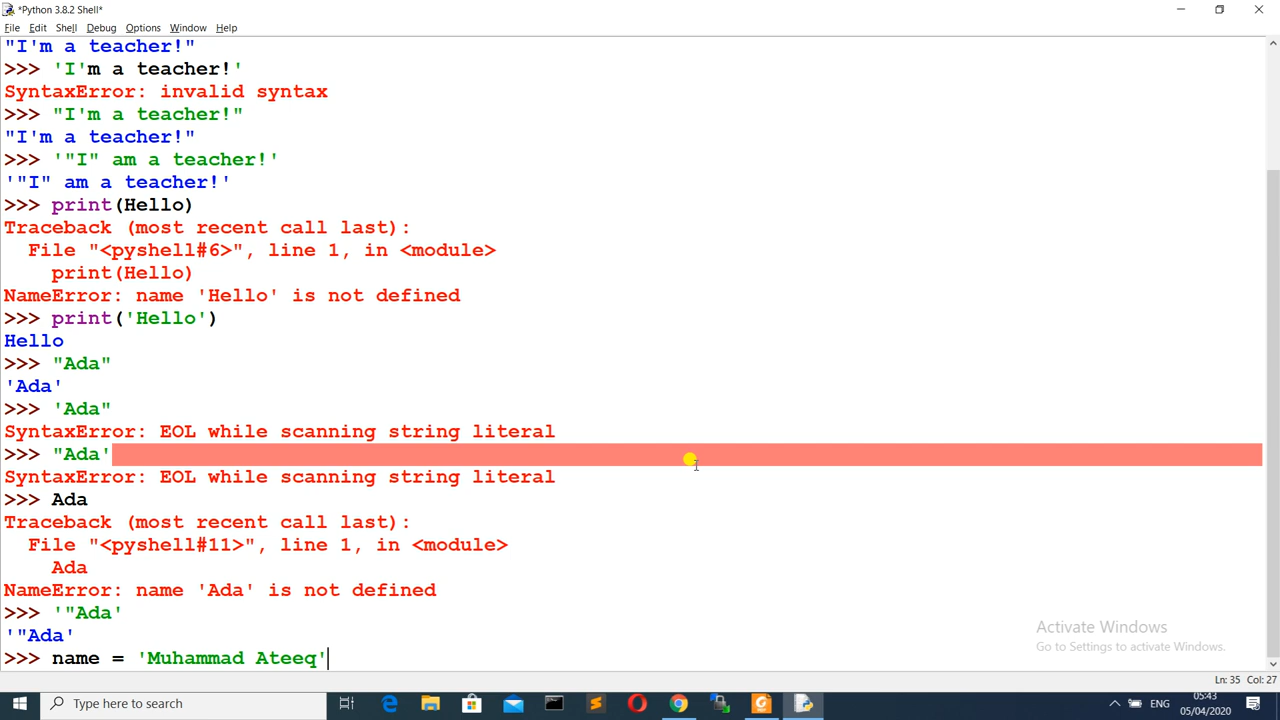 *Python 3.8.2 Shell*
File Edit Shell Debug Options Window Help
"I'm a teacher!"
>>> 'I'm a teacher!'
SyntaxError: invalid syntax
>>> "I'm a teacher!"
"I'm a teacher!"
>>> '"I" am a teacher!'
'"I" am a teacher!'
>>> print(Hello)
Traceback (most recent call last):
  File "<pyshell#6>", line 1, in <module>
    print(Hello)
NameError: name 'Hello' is not defined
>>> print('Hello')
Hello
>>> "Ada"
'Ada'
>>> 'Ada"
SyntaxError: EOL while scanning string literal
>>> "Ada'
SyntaxError: EOL while scanning string literal
>>> Ada
Traceback (most recent call last):
  File "<pyshell#11>", line 1, in <module>
    Ada
NameError: name 'Ada' is not defined
>>> '"Ada'
'"Ada'
>>> name = 'Muhammad Ateeq'
Activate Windows
Go to Settings to activate Windows.
Ln: 35 Col: 27
Type here to search
ENG
05:43
05/04/2020